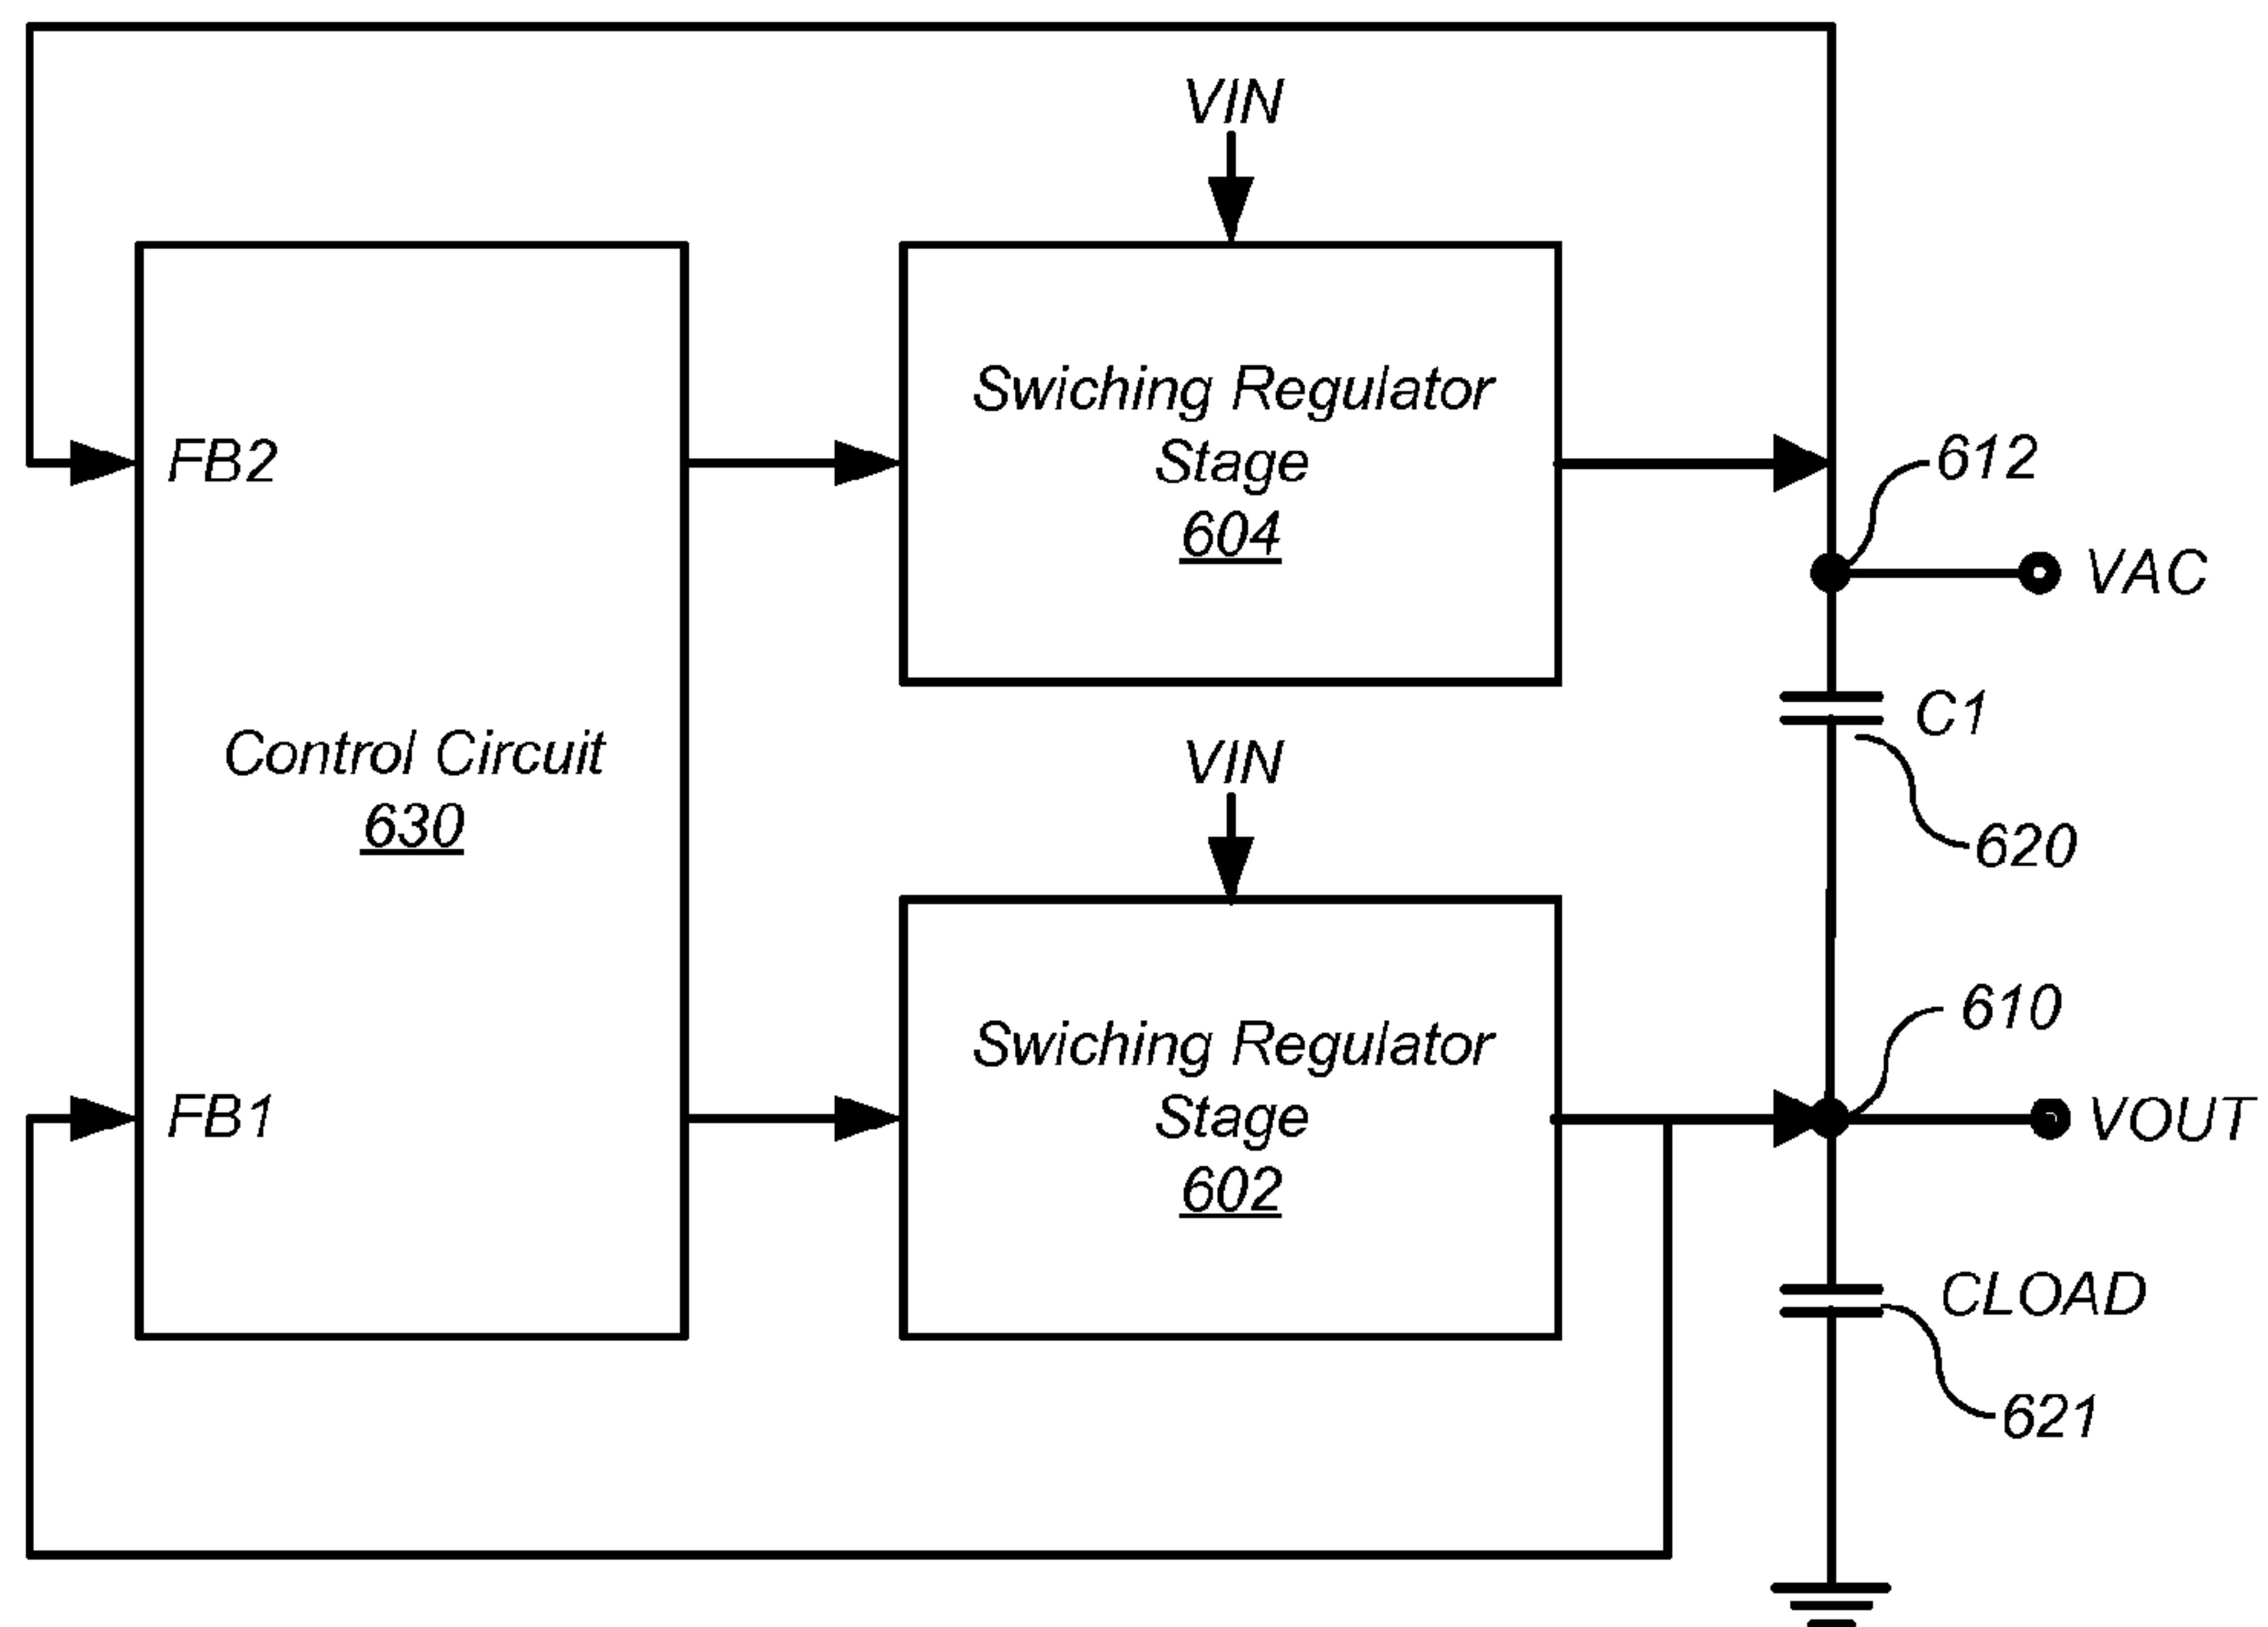 VIN
Swiching Regulator
Stage
604
612
FB2
VAC
C1
Control Circuit
630
VIN
620
610
Swiching Regulator
Stage
602
FB1
VOUT
CLOAD
621